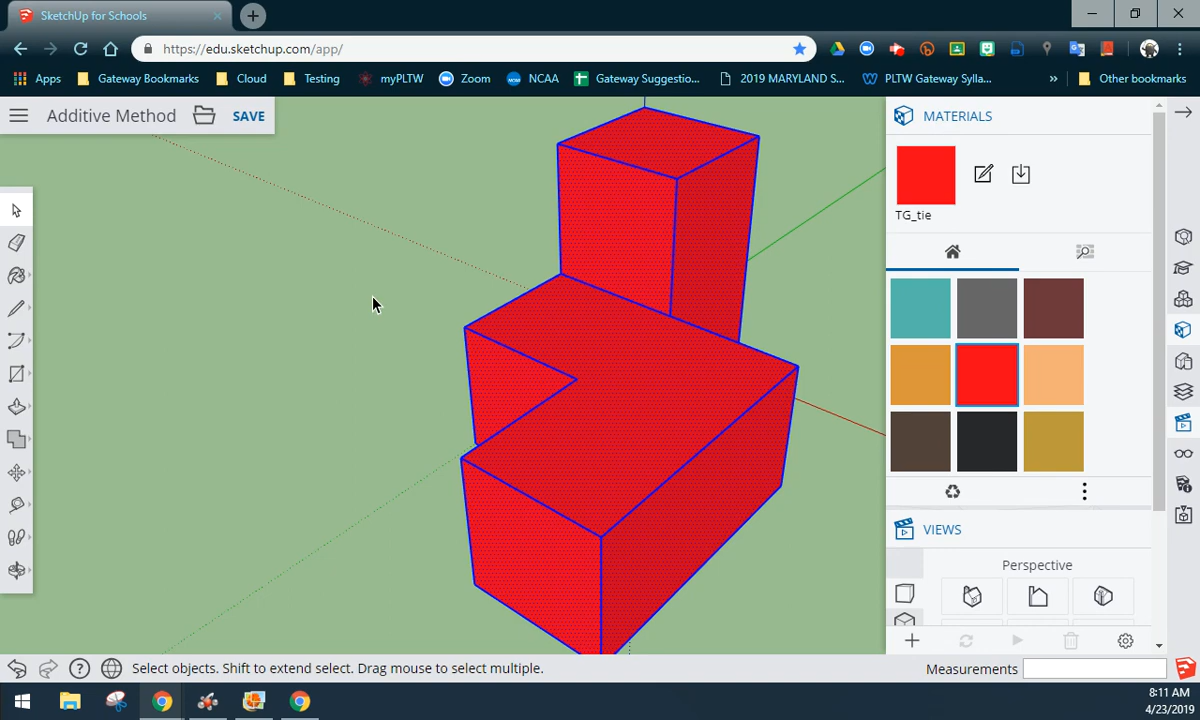 SketchUp for Schools
https://edu.sketchup.com/app/
Apps Gateway Bookmarks Cloud Testing myPLTW Zoom NCAA Gateway Suggestio... 2019 MARYLAND S... PLTW Gateway Sylla... » Other bookmarks
Additive Method SAVE
MATERIALS
TG_tie
VIEWS
Perspective
Select objects. Shift to extend select. Drag mouse to select multiple.
Measurements
8:11 AM
4/23/2019